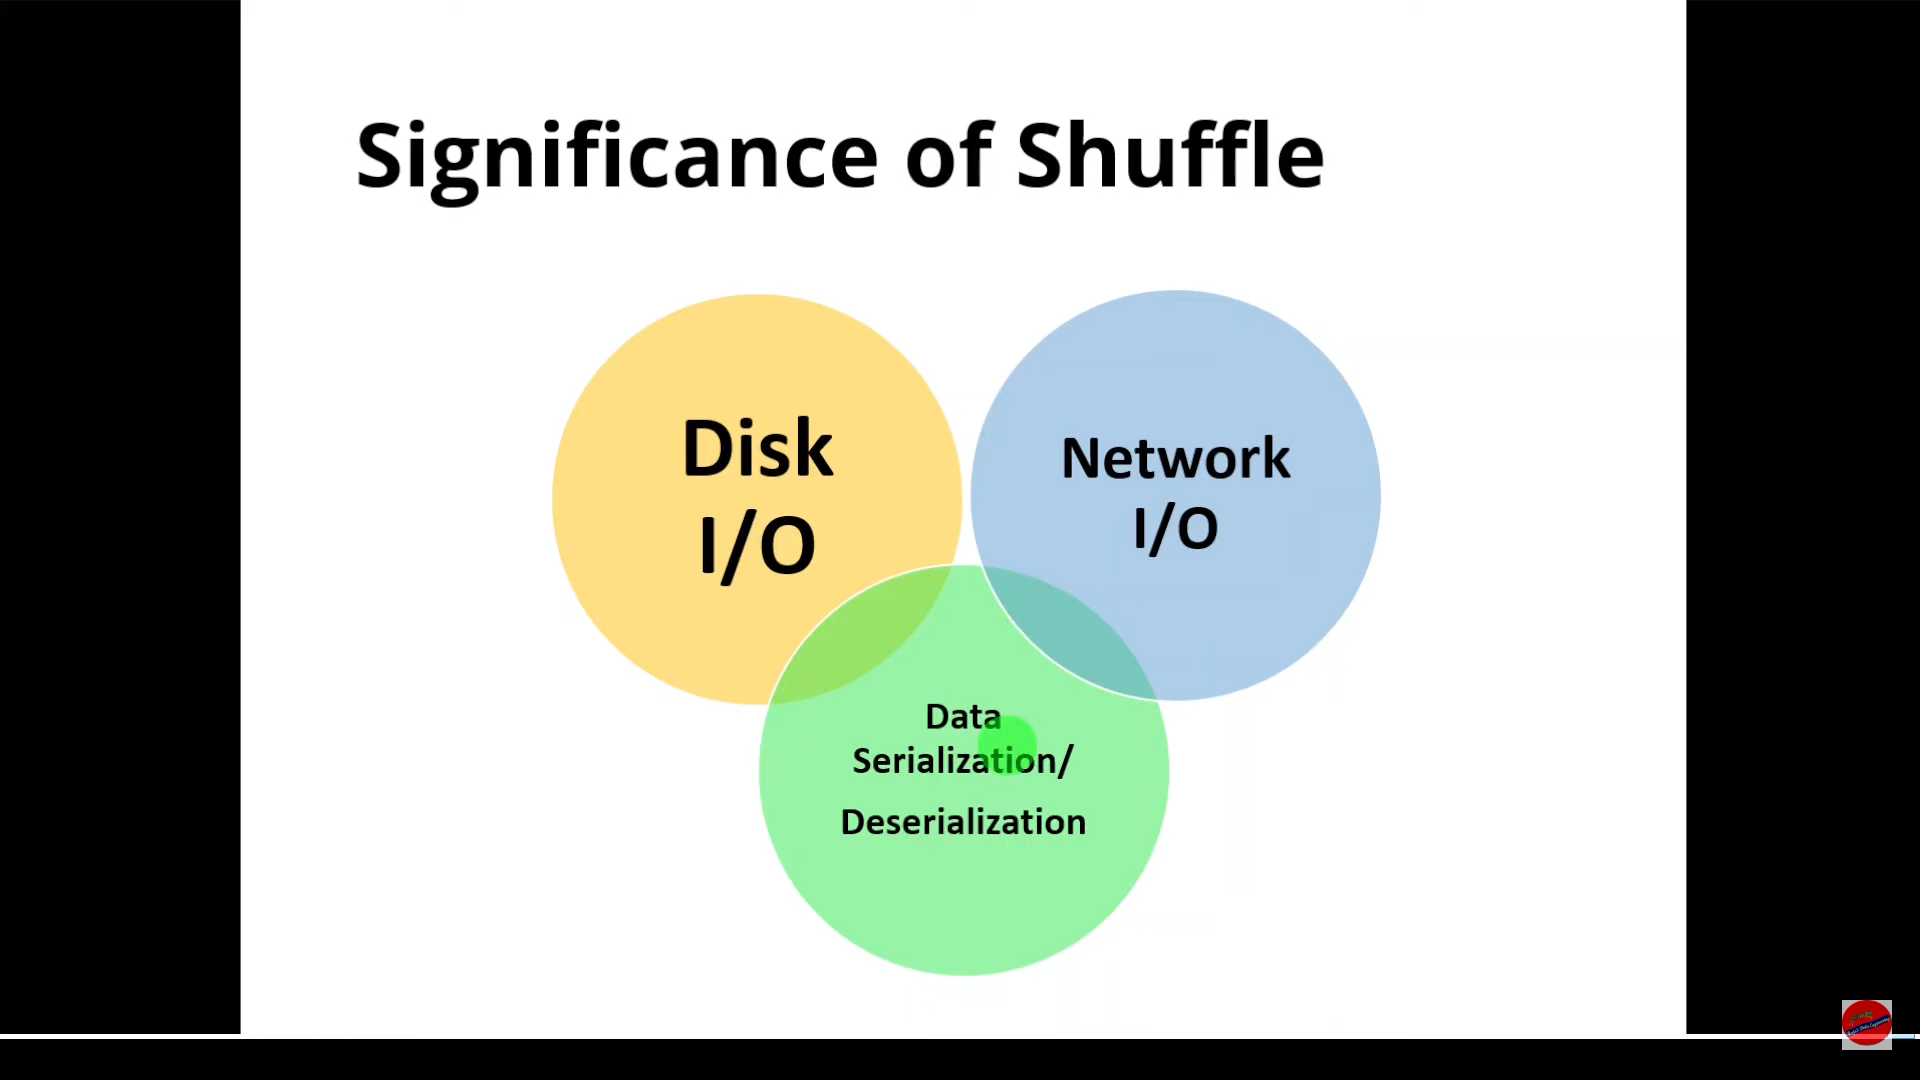 Significance of Shuffle
Disk
I/O
Network
I/O
Data
Serialization/
Deserialization